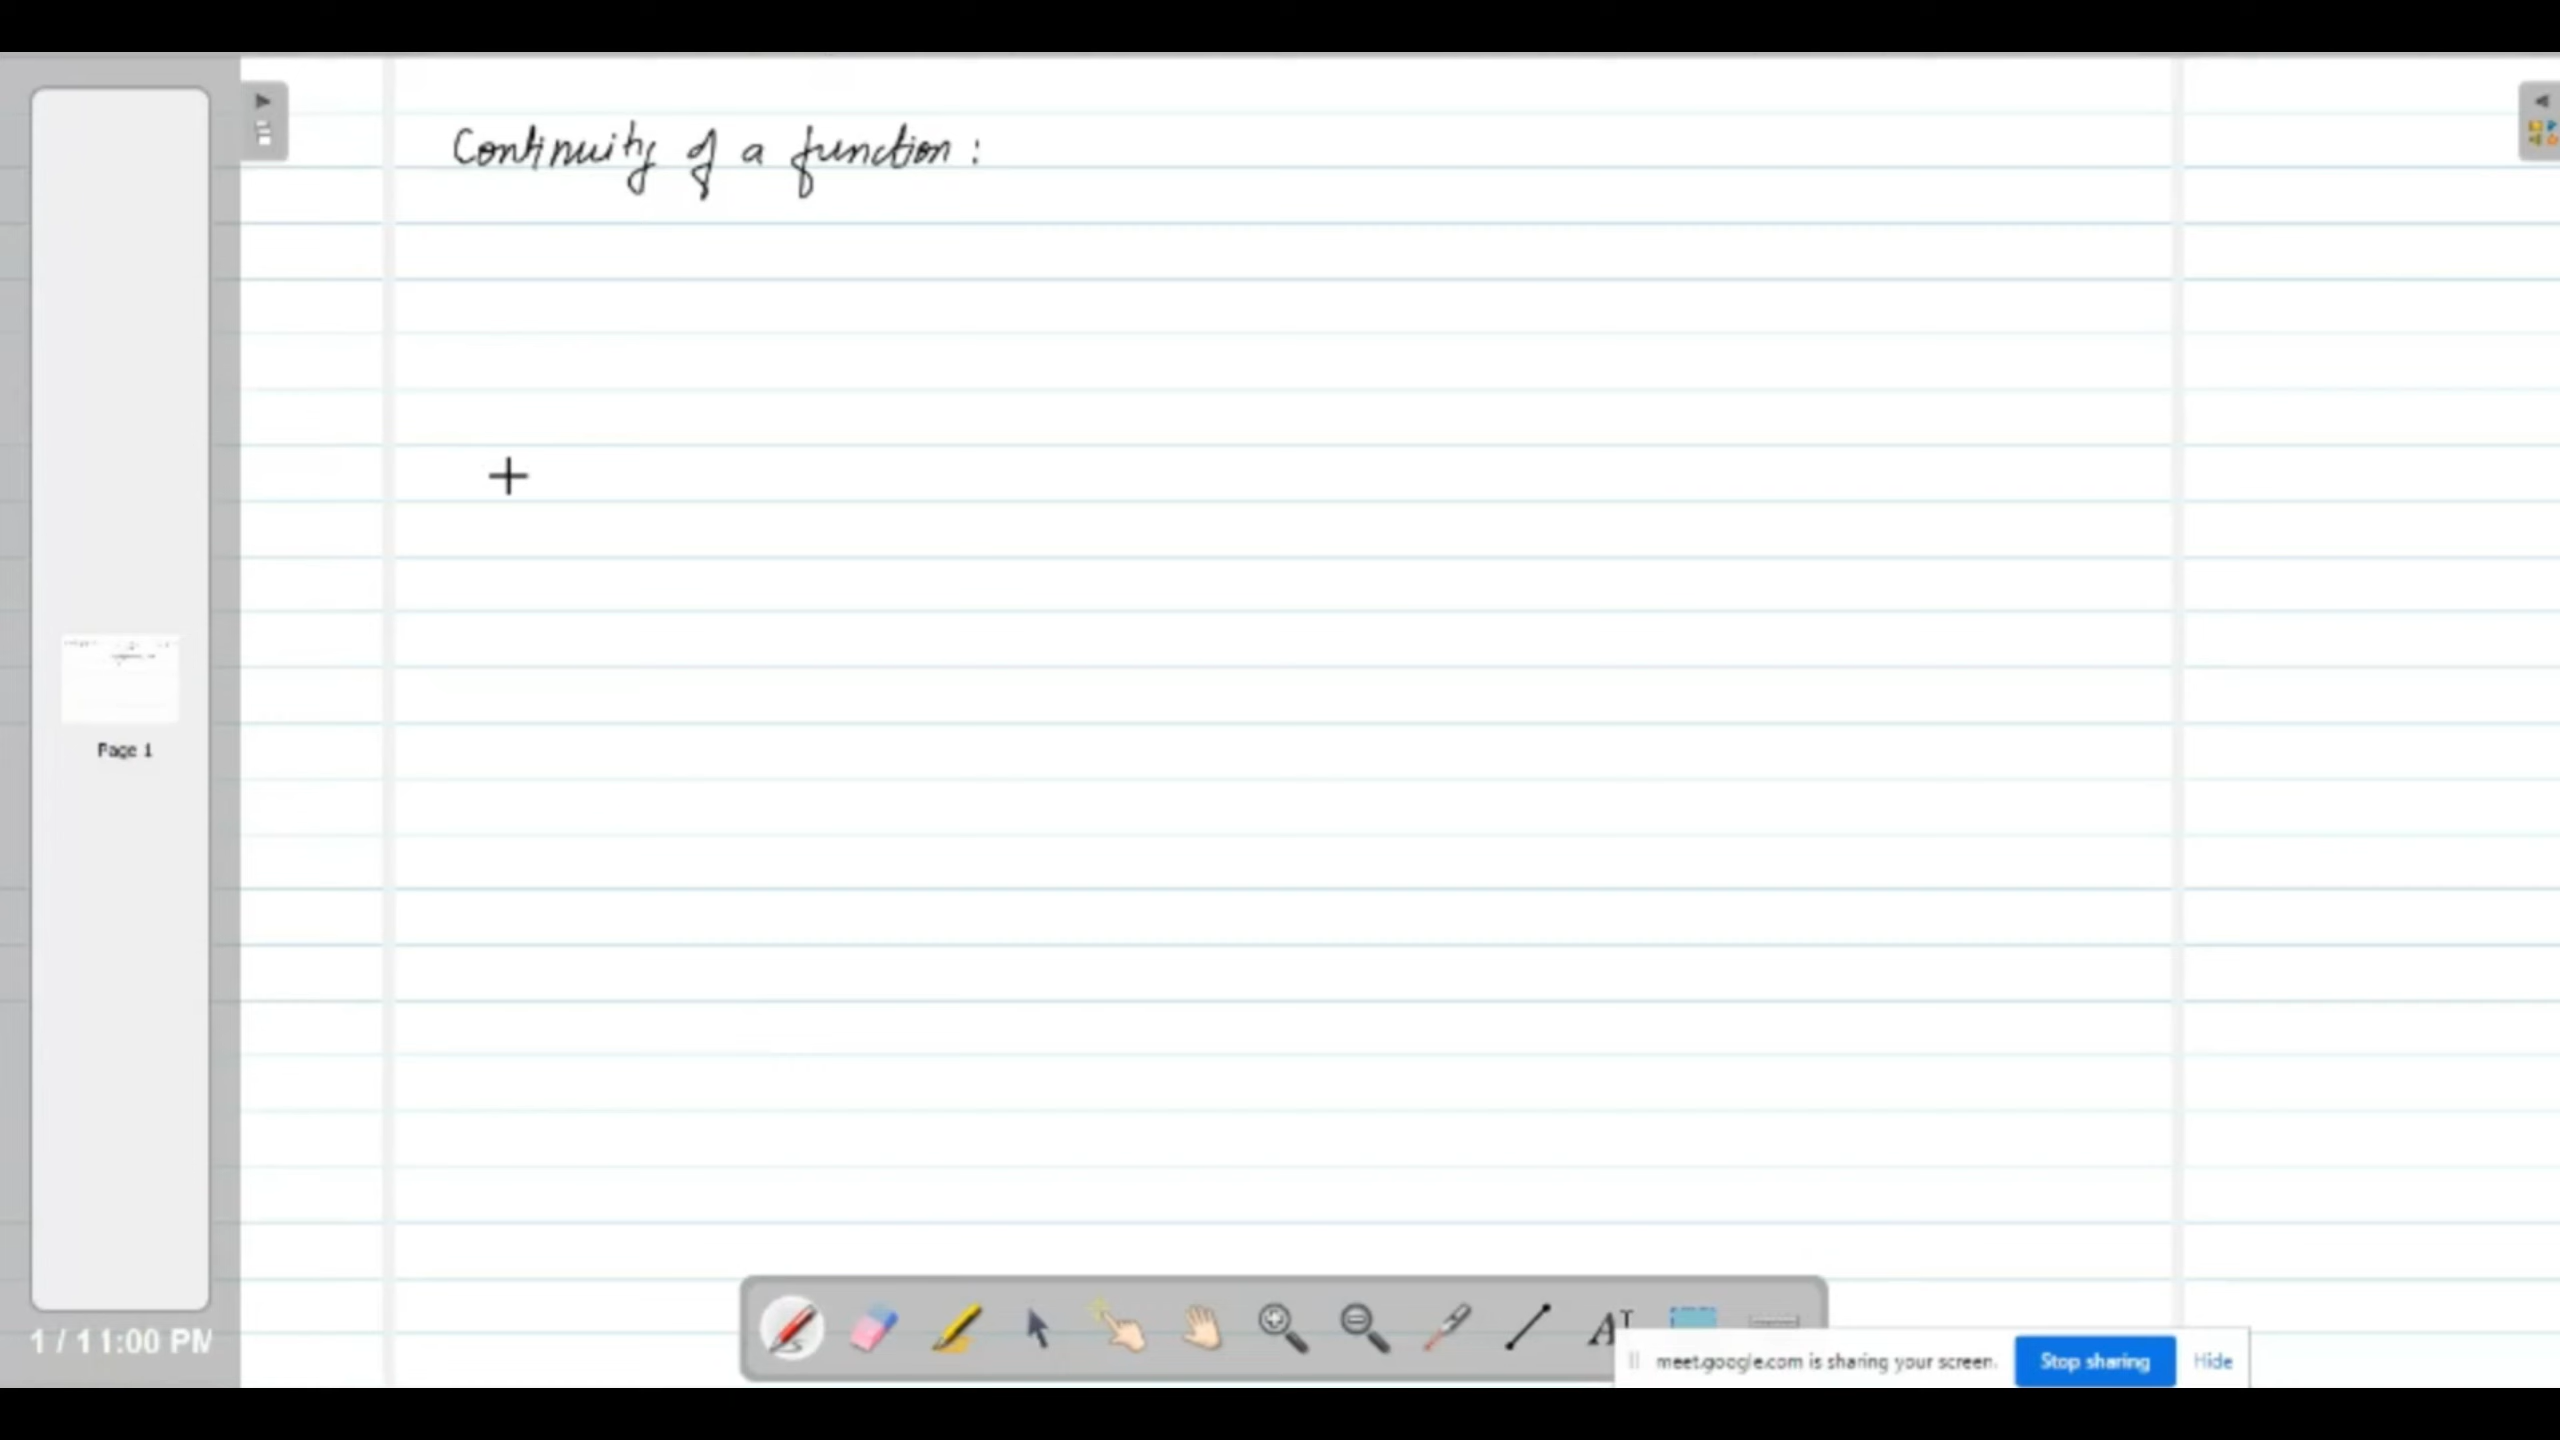 Continuity of a function :
Page 1
1 / 1 1:00 PM
meet.google.com is sharing your screen.
Stop sharing
Hide